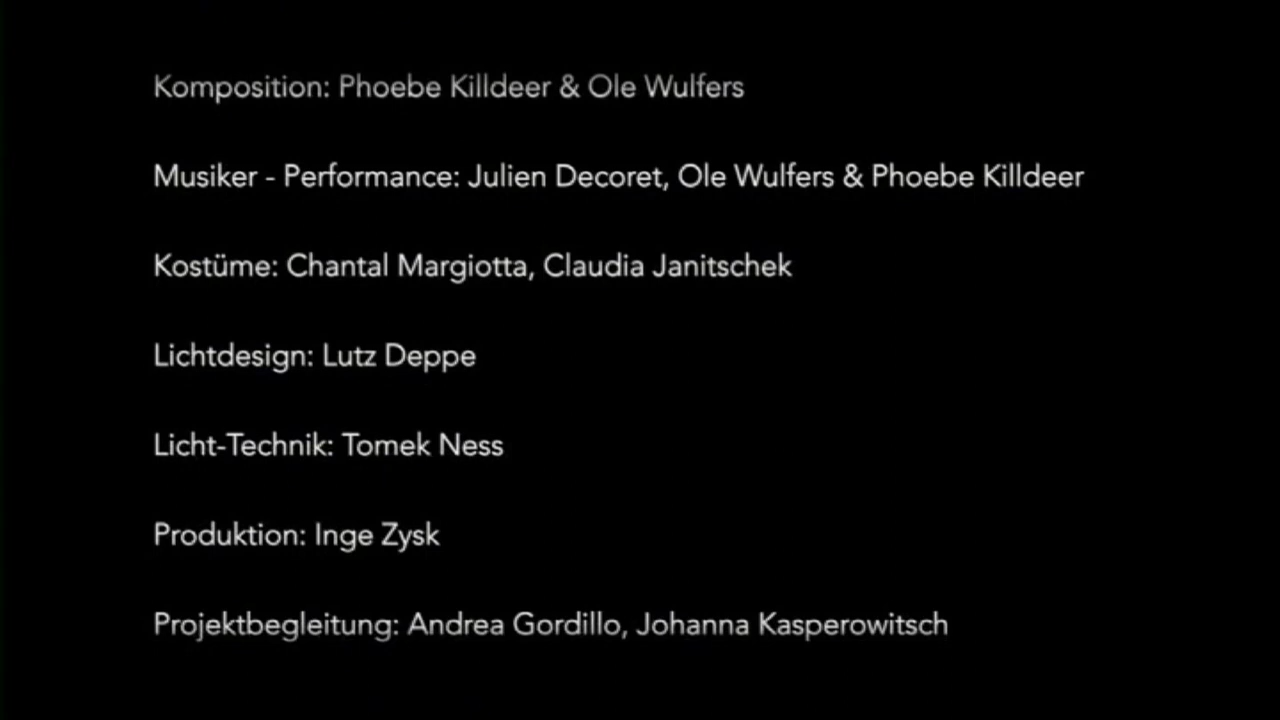 Komposition: Phoebe Killdeer & Ole Wulfers
Musiker - Performance: Julien Decoret, Ole Wulfers & Phoebe Killdeer
Kostüme: Chantal Margiotta, Claudia Janitschek
Lichtdesign: Lutz Deppe
Licht-Technik: Tomek Ness
Produktion: Inge Zysk
Projektbegleitung: Andrea Gordillo, Johanna Kasperowitsch